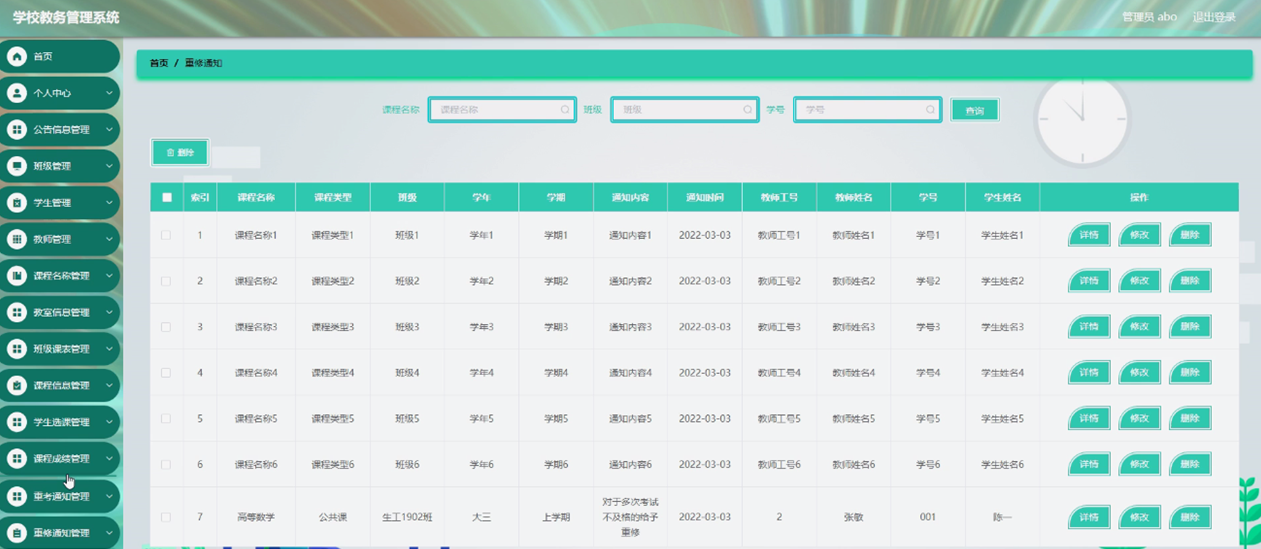 学校教务管理系统
管理员 abo 退出登录
首页
个人中心
公告信息管理
班级管理
学生管理
教师管理
课程名称管理
教室信息管理
班级课表管理
课程信息管理
学生选课管理
课程成绩管理
重考通知管理
重修通知管理
首页 / 重修通知
课程名称 课程名称 班级 班级 学号 学号 查询
删除
索引 课程名称 课程类型 班级 学年 学期 通知内容 通知时间 教师工号 教师姓名 学号 学生姓名 操作
1 课程名称1 课程类型1 班级1 学年1 学期1 通知内容1 2022-03-03 教师工号1 教师姓名1 学号1 学生姓名1 详情 修改 删除
2 课程名称2 课程类型2 班级2 学年2 学期2 通知内容2 2022-03-03 教师工号2 教师姓名2 学号2 学生姓名2 详情 修改 删除
3 课程名称3 课程类型3 班级3 学年3 学期3 通知内容3 2022-03-03 教师工号3 教师姓名3 学号3 学生姓名3 详情 修改 删除
4 课程名称4 课程类型4 班级4 学年4 学期4 通知内容4 2022-03-03 教师工号4 教师姓名4 学号4 学生姓名4 详情 修改 删除
5 课程名称5 课程类型5 班级5 学年5 学期5 通知内容5 2022-03-03 教师工号5 教师姓名5 学号5 学生姓名5 详情 修改 删除
6 课程名称6 课程类型6 班级6 学年6 学期6 通知内容6 2022-03-03 教师工号6 教师姓名6 学号6 学生姓名6 详情 修改 删除
7 高等数学 公共课 生工1902班 大三 上学期 对于多次考试不及格的给予重修 2022-03-03 2 张敏 001 陈一 详情 修改 删除